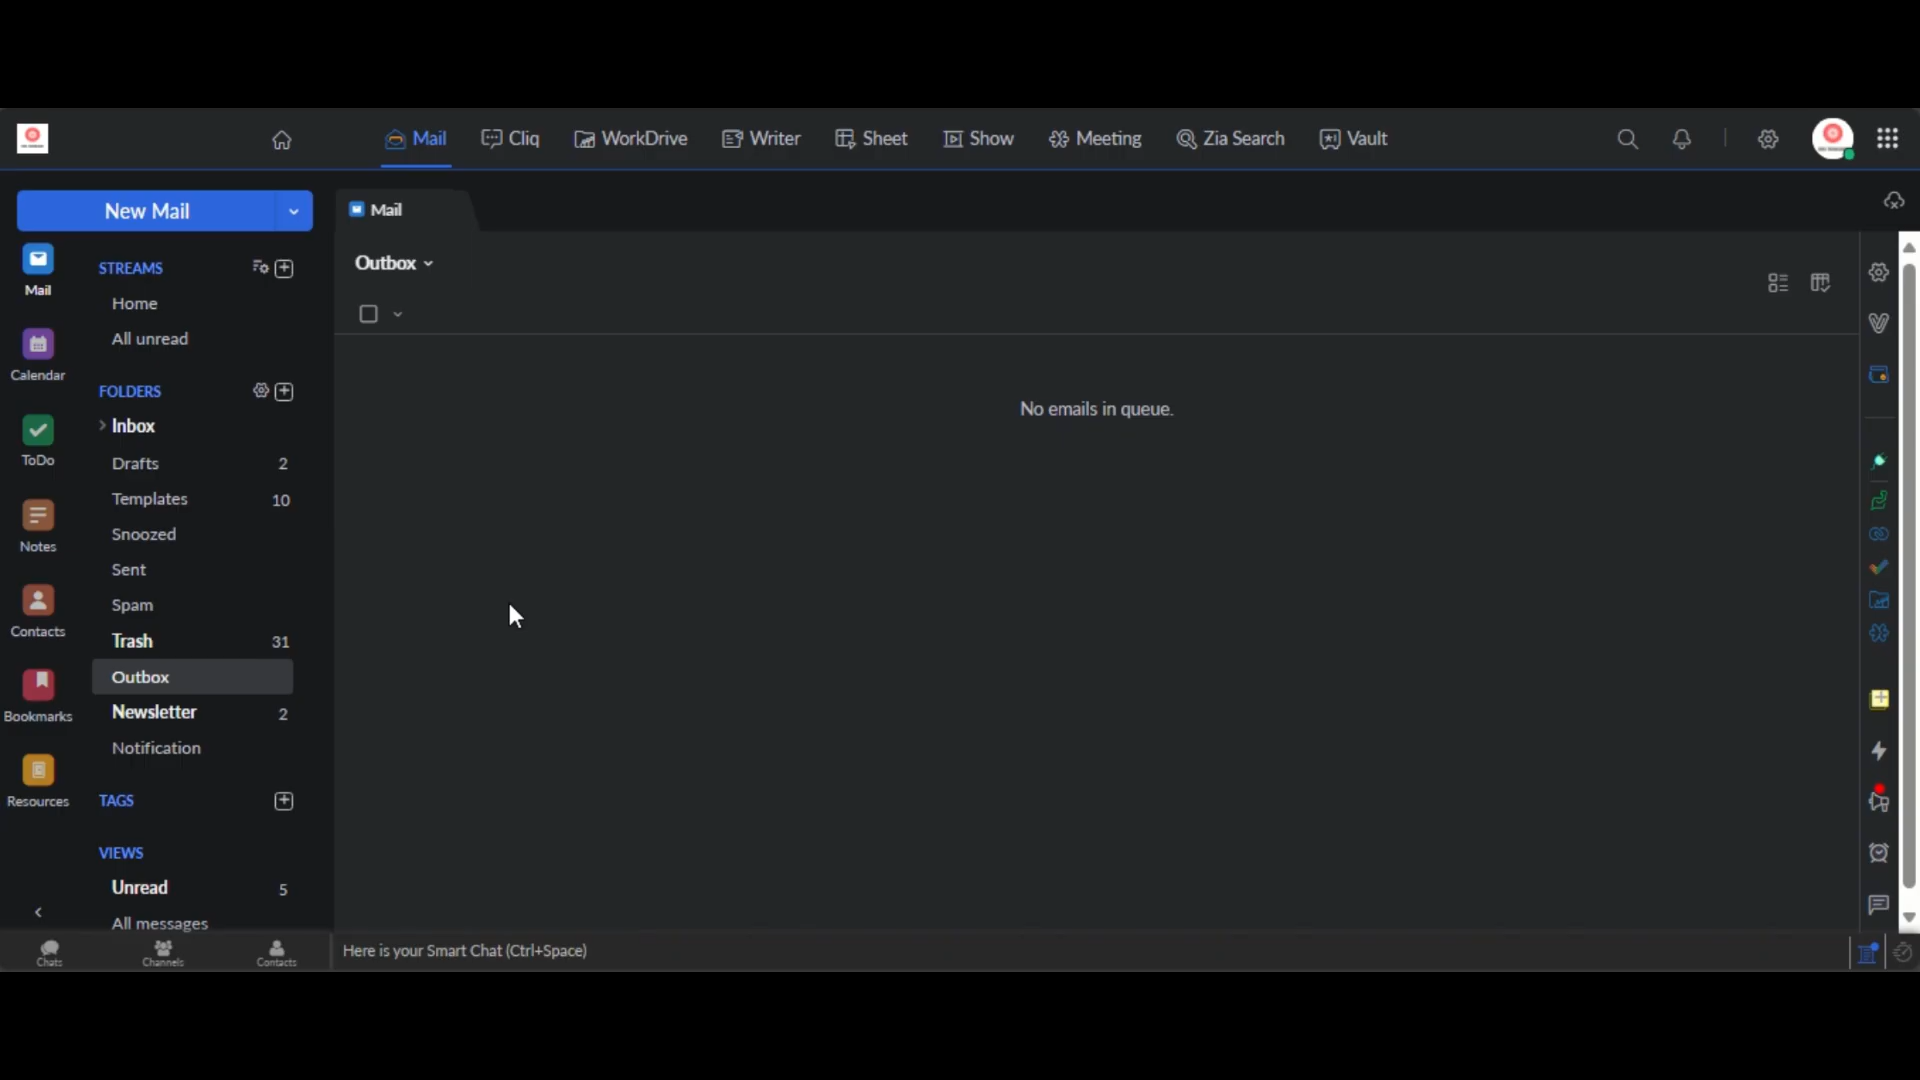 Mail
Cliq
WorkDrive
Writer
Sheet
Show
Meeting
Zia Search
Vault
New Mail
Mail
Mail
Calendar
ToDo
Notes
Contacts
Bookmarks
Resources
STREAMS
Home
All unread
FOLDERS
Inbox
Drafts 2
Templates 10
Snoozed
Sent
Spam
Trash 31
Outbox
Newsletter 2
Notification
TAGS
VIEWS
Unread 5
All messages
Outbox
No emails in queue.
Chats
Channels
Contacts
Here is your Smart Chat (Ctrl+Space)